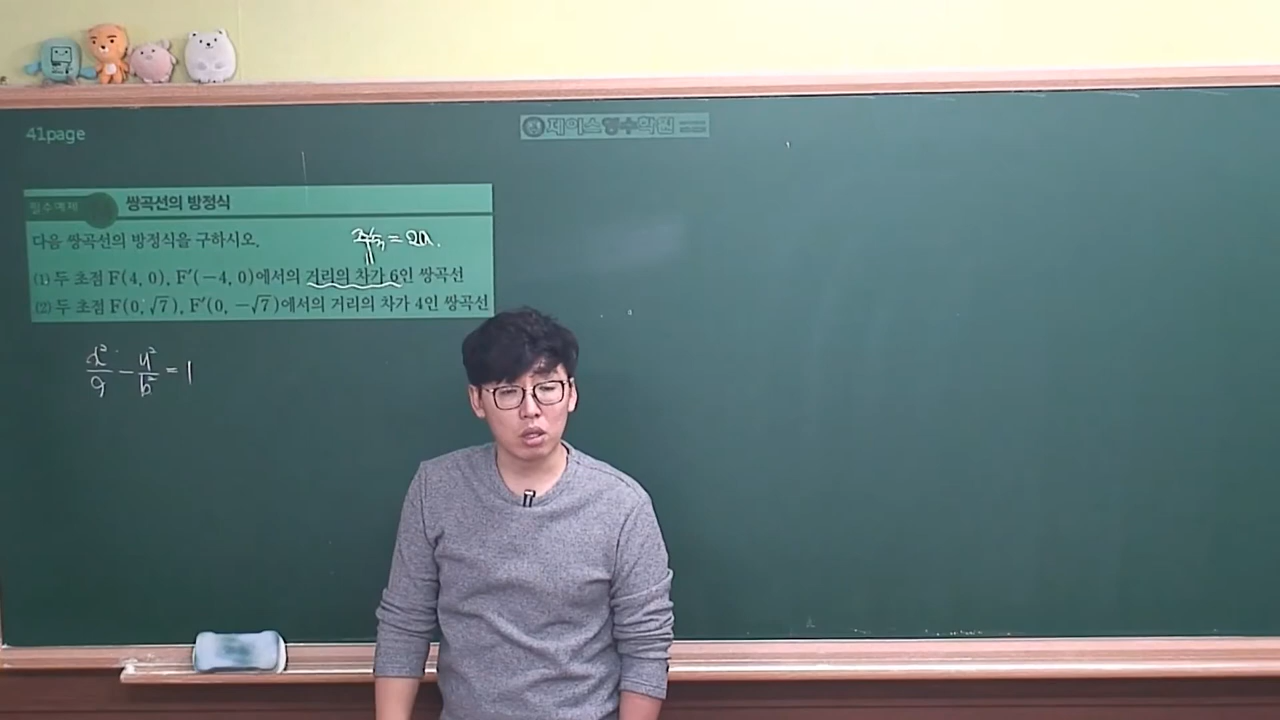 41page
제이스영수학원
필수예제 쌍곡선의 방정식
다음 쌍곡선의 방정식을 구하시오.
주축 = 2a.
(1) 두 초점 F(4, 0), F′(−4, 0)에서의 거리의 차가 6인 쌍곡선
(2) 두 초점 F(0, √7), F′(0, −√7)에서의 거리의 차가 4인 쌍곡선
x²/9 − y²/b² = 1